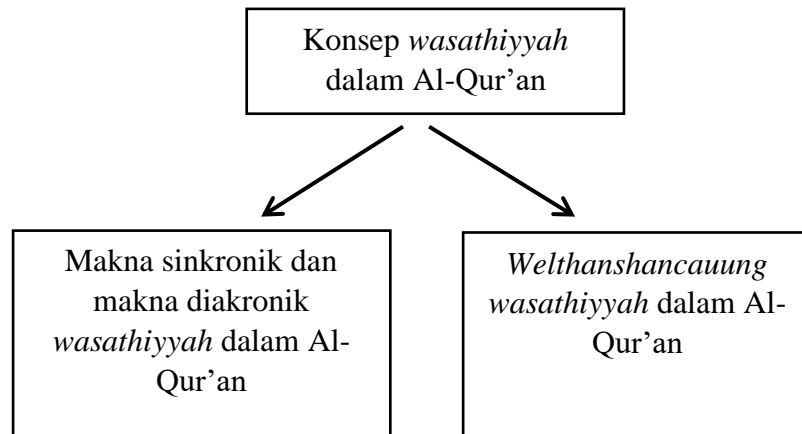 Konsep wasathiyyah
dalam Al-Qur’an
Makna sinkronik dan
makna diakronik
wasathiyyah dalam Al-
Qur’an
Welthanshancauung
wasathiyyah dalam Al-
Qur’an